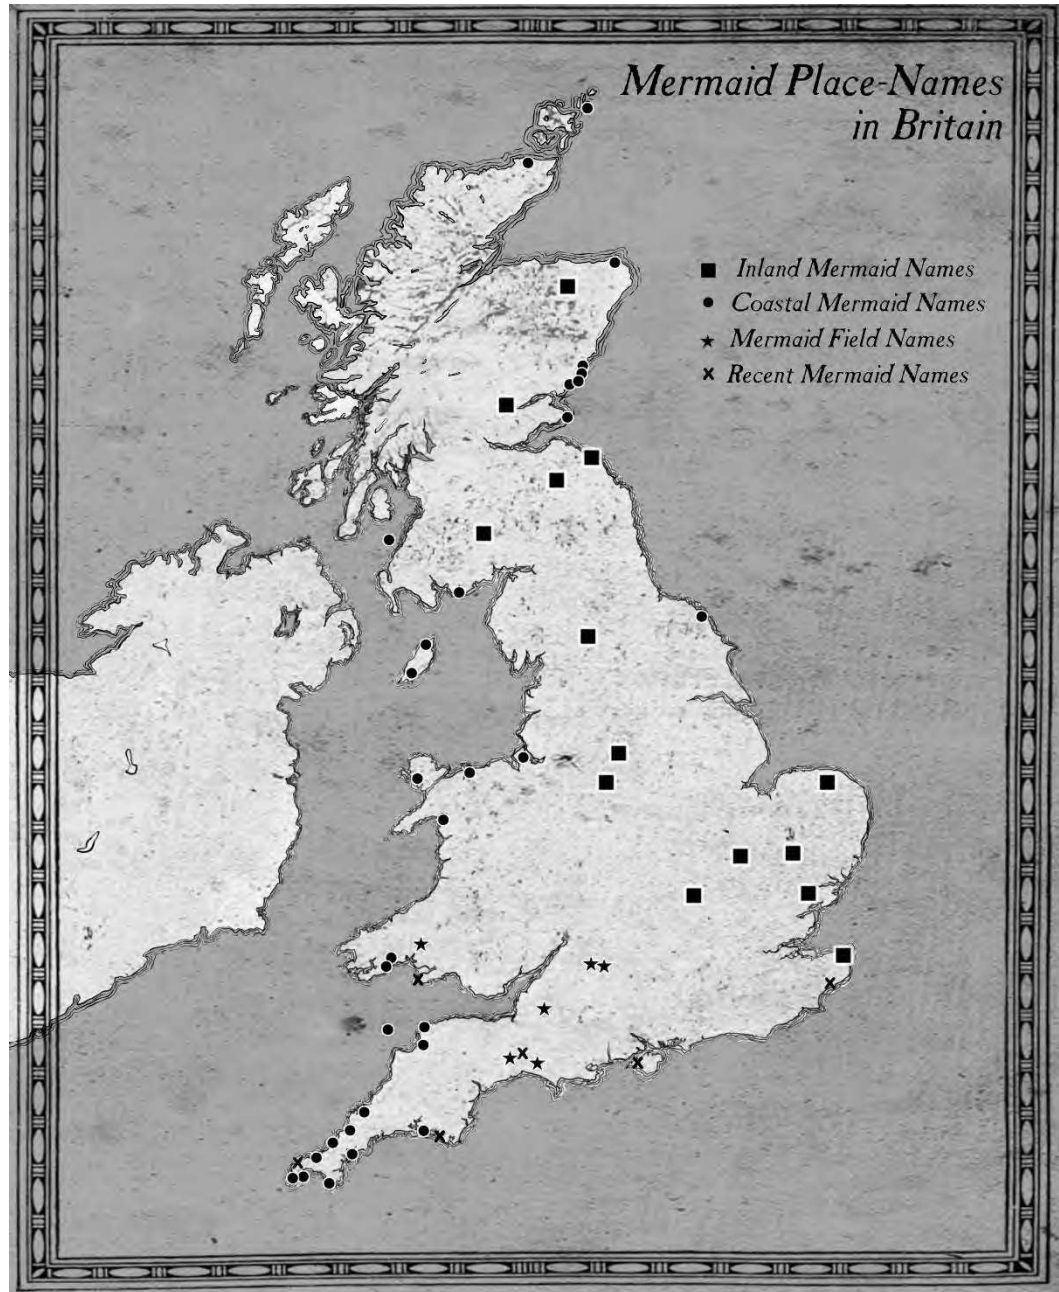 Mermaid Place-Names
in Britain
Inland Mermaid Names
Coastal Mermaid Names
Mermaid Field Names
Recent Mermaid Names